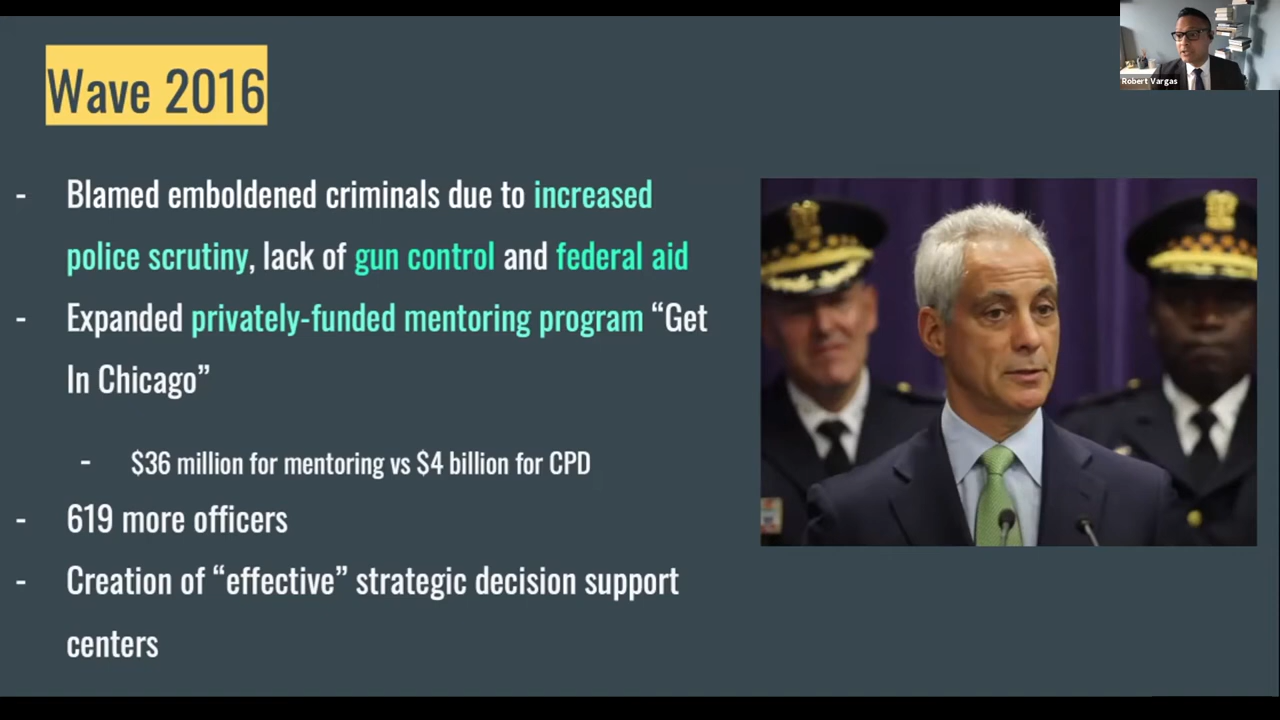 Wave 2016
Robert Vargas
- Blamed emboldened criminals due to increased
police scrutiny, lack of gun control and federal aid
- Expanded privately-funded mentoring program “Get
In Chicago”
- $36 million for mentoring vs $4 billion for CPD
- 619 more officers
- Creation of “effective” strategic decision support
centers